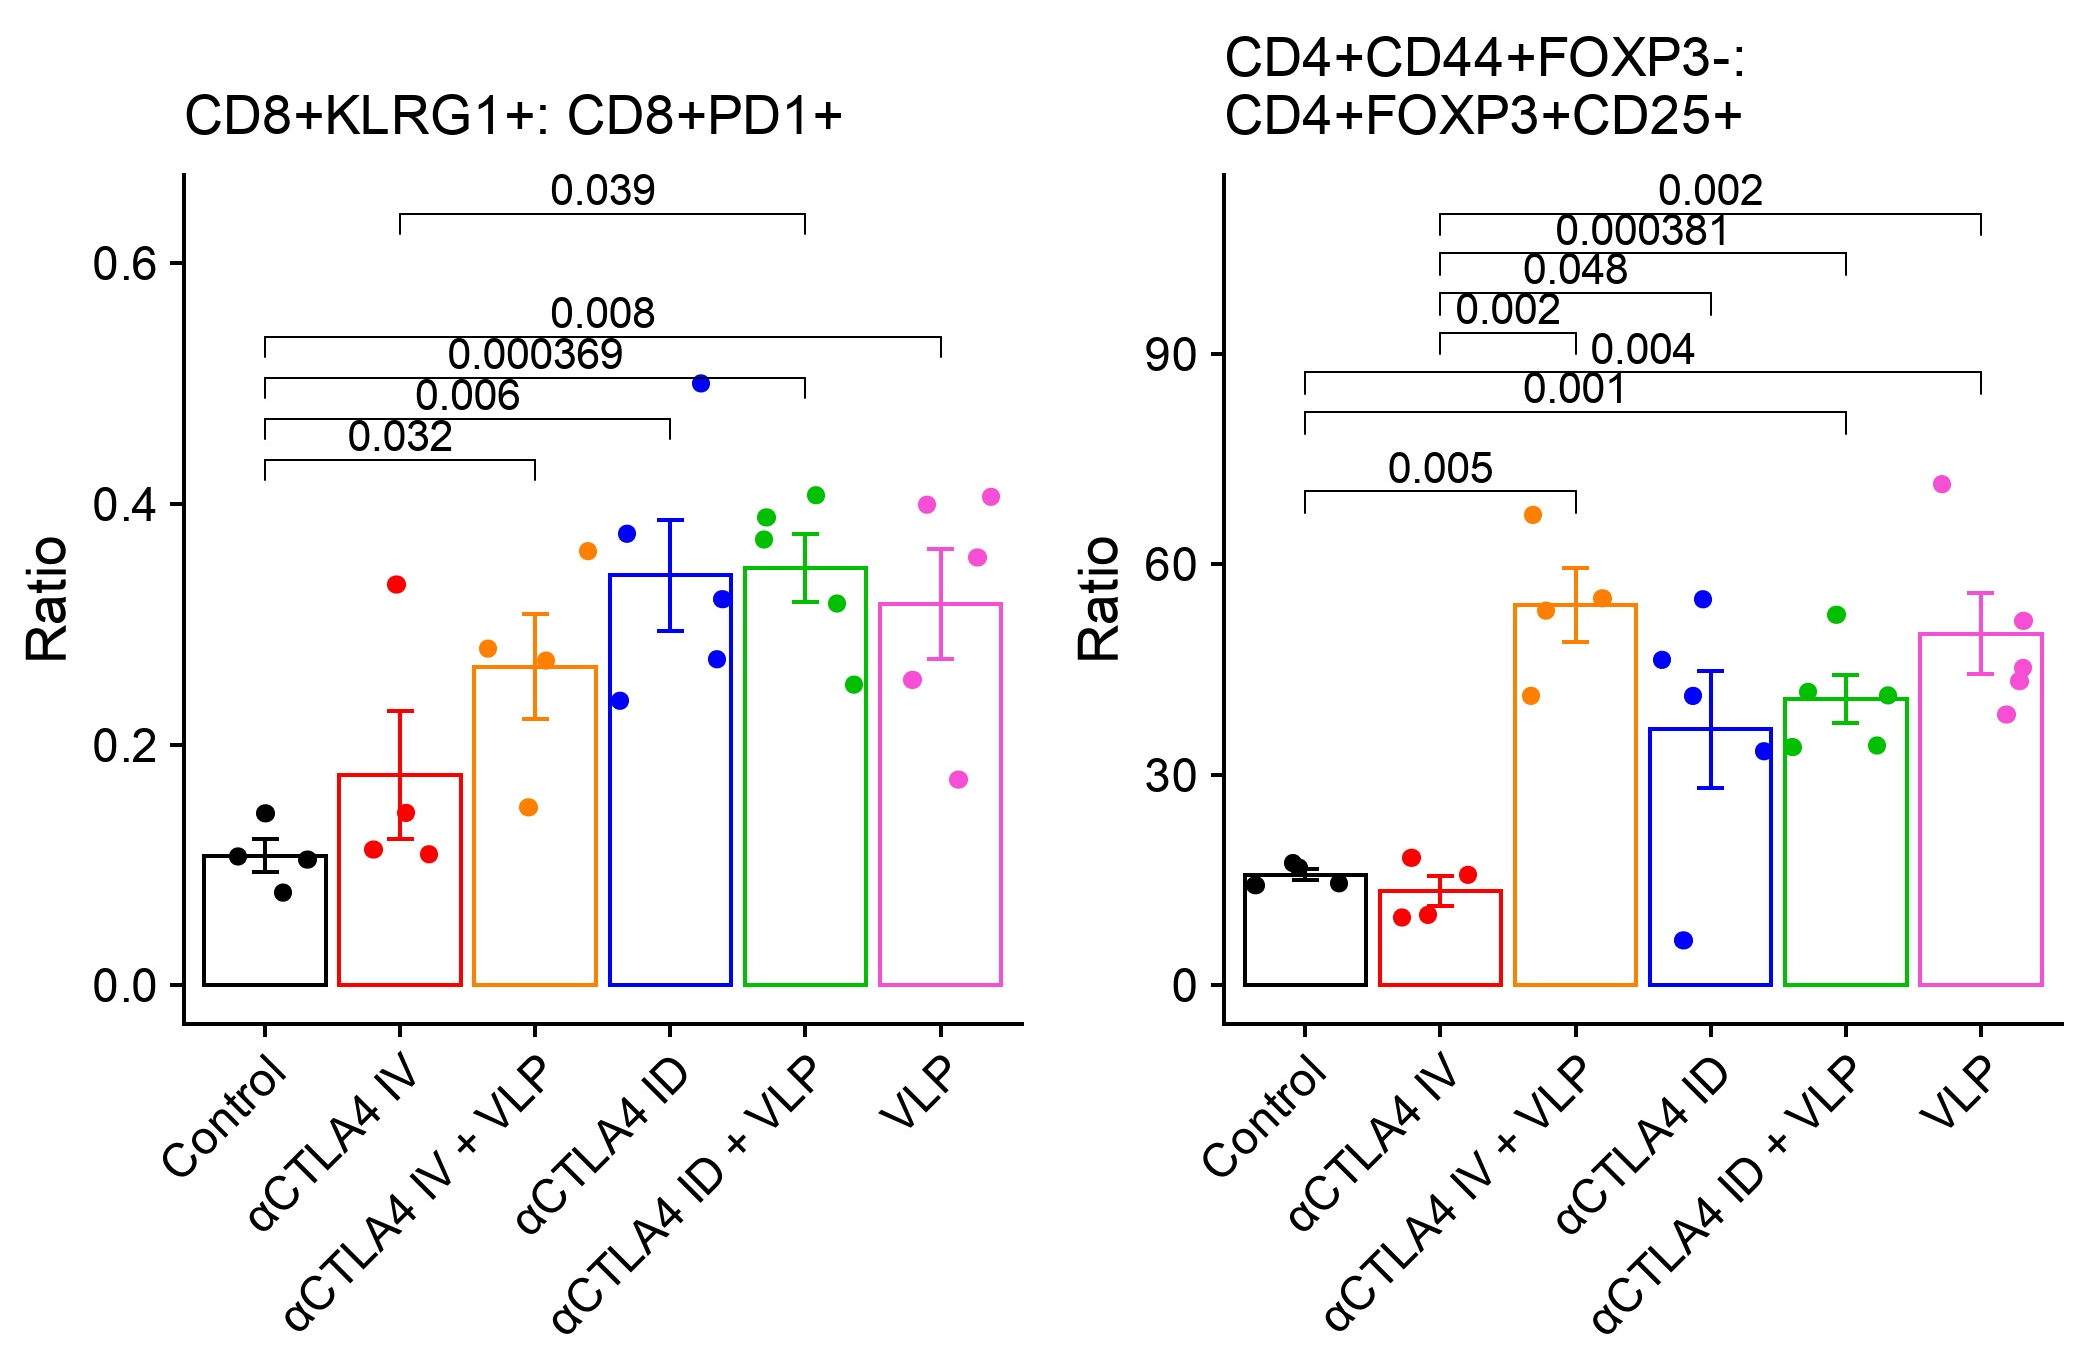 CD8+KLRG1+: CD8+PD1+
Ratio
0.6
0.4
0.2
0.0
0.039
0.008
0.000369
0.006
0.032
Control
αCTLA4 IV
αCTLA4 IV + VLP
αCTLA4 ID
αCTLA4 ID + VLP
VLP
CD4+CD44+FOXP3-:
CD4+FOXP3+CD25+
Ratio
90
60
30
0
0.002
0.000381
0.048
0.002
0.004
0.001
0.005
Control
αCTLA4 IV
αCTLA4 IV + VLP
αCTLA4 ID
αCTLA4 ID + VLP
VLP